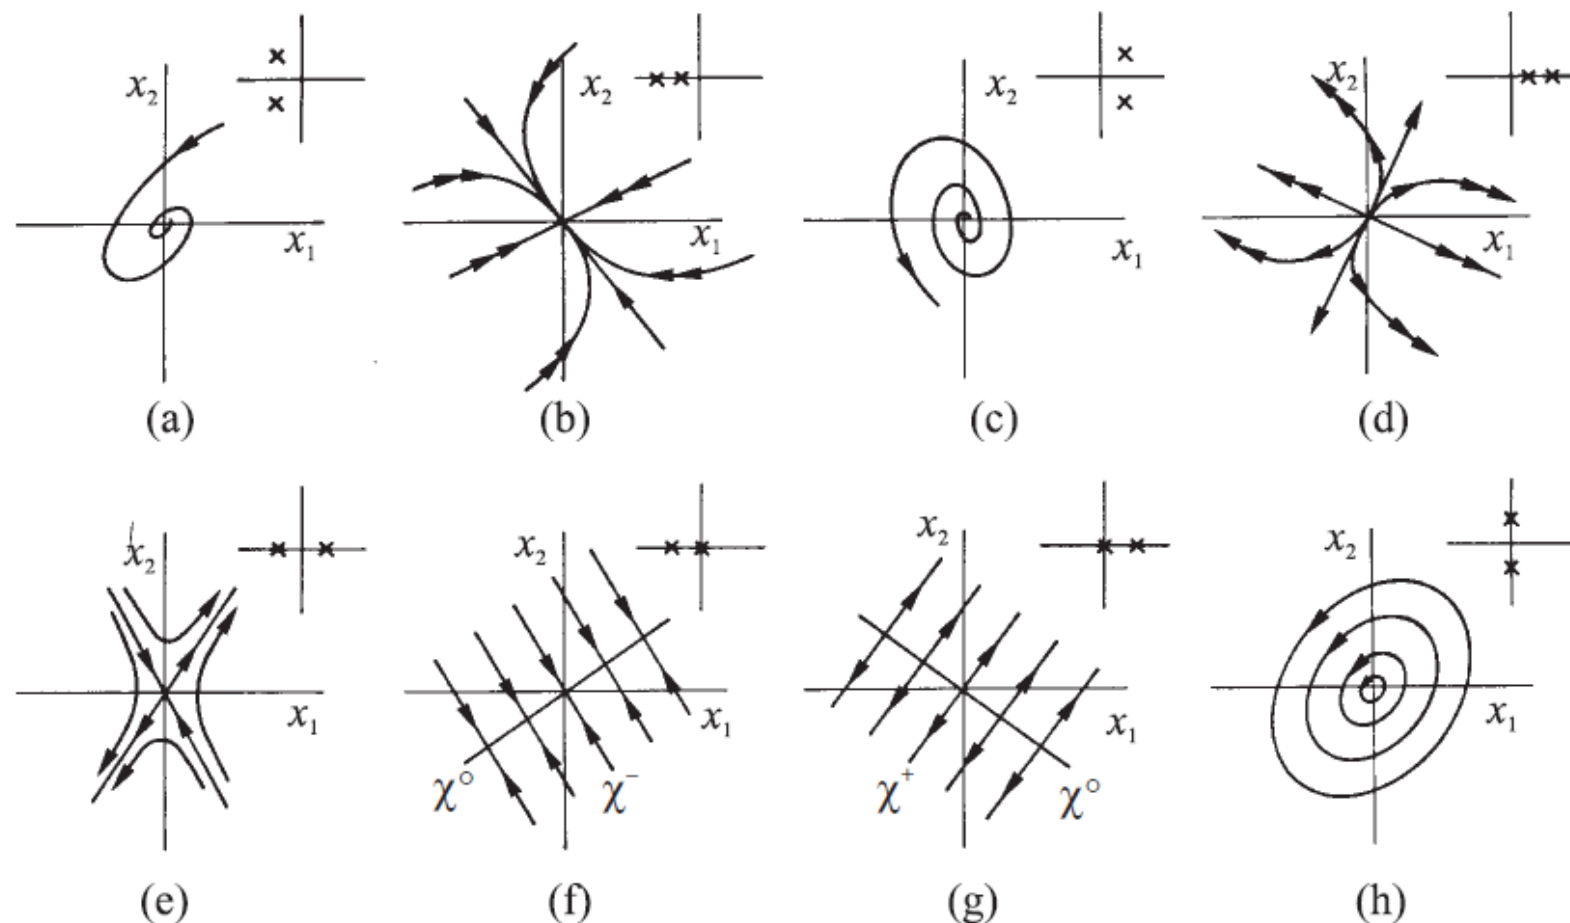 x₂ x₁
(a)
x₂ x₁
(b)
x₂ x₁
(c)
x₂ x₁
(d)
x₂ x₁
(e)
x₂ x₁
χ° χ⁻
(f)
x₂ x₁
χ⁺ χ°
(g)
x₂ x₁
(h)